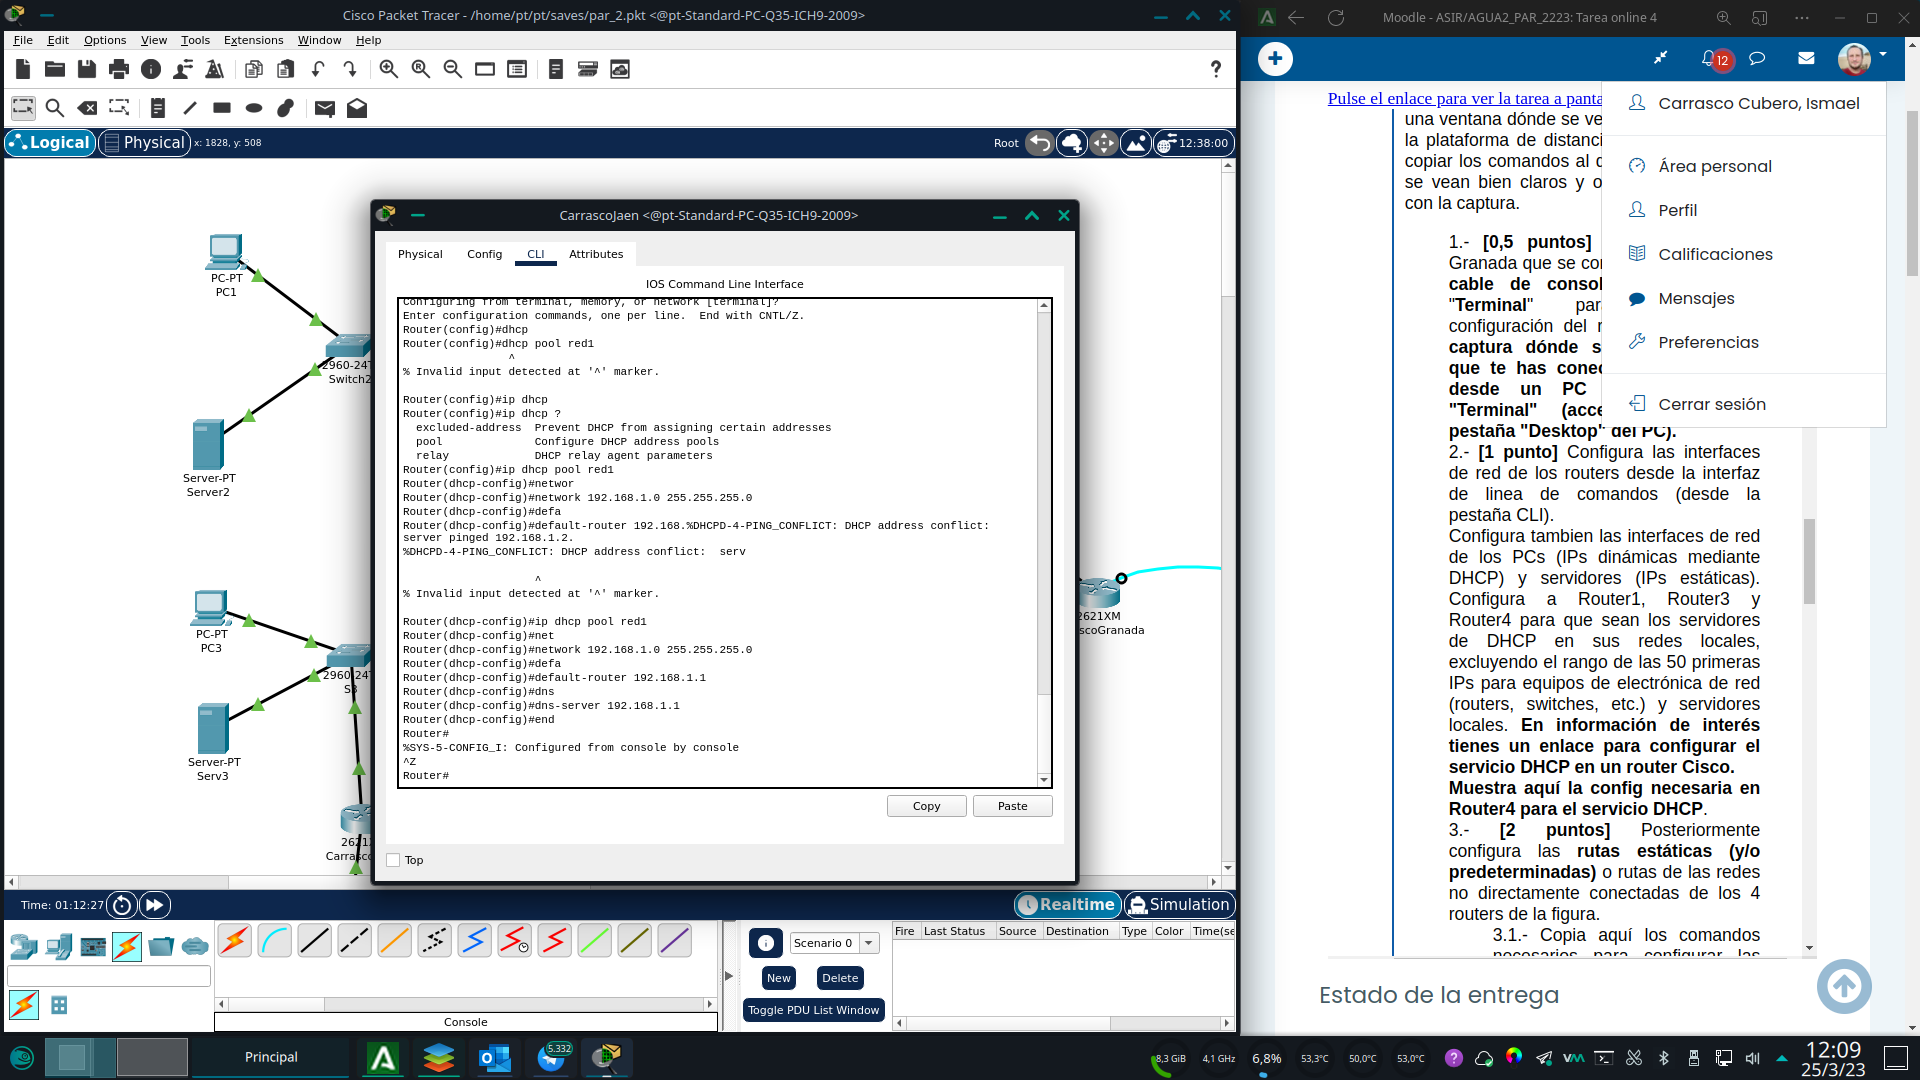 Cisco Packet Tracer - /home/pt/pt/saves/par_2.pkt <@pt-Standard-PC-Q35-ICH9-2009>
File Edit Options View Tools Extensions Window Help
Logical Physical x: 1828, y: 508
Root 12:38:00
PC-PT
PC1
2960-24T
Switch2
Server-PT
Server2
PC-PT
PC3
2960-24T
S3
Server-PT
Serv3
2621
Carrasc
2621XM
scoGranada
CarrascoJaen <@pt-Standard-PC-Q35-ICH9-2009>
Physical Config CLI Attributes
IOS Command Line Interface
Configuring from terminal, memory, or network [terminal]?
Enter configuration commands, one per line.  End with CNTL/Z.
Router(config)#dhcp
Router(config)#dhcp pool red1
^
% Invalid input detected at '^' marker.
Router(config)#ip dhcp
Router(config)#ip dhcp ?
excluded-address  Prevent DHCP from assigning certain addresses
pool  Configure DHCP address pools
relay  DHCP relay agent parameters
Router(config)#ip dhcp pool red1
Router(dhcp-config)#networ
Router(dhcp-config)#network 192.168.1.0 255.255.255.0
Router(dhcp-config)#defa
Router(dhcp-config)#default-router 192.168.%DHCPD-4-PING_CONFLICT: DHCP address conflict:
server pinged 192.168.1.2.
%DHCPD-4-PING_CONFLICT: DHCP address conflict:  serv
^
% Invalid input detected at '^' marker.
Router(dhcp-config)#ip dhcp pool red1
Router(dhcp-config)#net
Router(dhcp-config)#network 192.168.1.0 255.255.255.0
Router(dhcp-config)#defa
Router(dhcp-config)#default-router 192.168.1.1
Router(dhcp-config)#dns
Router(dhcp-config)#dns-server 192.168.1.1
Router(dhcp-config)#end
Router#
%SYS-5-CONFIG_I: Configured from console by console
^Z
Router#
Copy Paste
Top
Time: 01:12:27
Realtime Simulation
Scenario 0
New Delete
Toggle PDU List Window
Fire Last Status Source Destination Type Color Time(se
Console
Moodle - ASIR/AGUA2_PAR_2223: Tarea online 4
12
Pulse el enlace para ver la tarea a panta
Carrasco Cubero, Ismael
Área personal
Perfil
Calificaciones
Mensajes
Preferencias
Cerrar sesión
una ventana dónde se ve
la plataforma de distanci
copiar los comandos al d
se vean bien claros y o
con la captura.
1.- [0,5 puntos]
Granada que se co
cable de consol
"Terminal" par
configuración del r
captura dónde s
que te has conec
desde un PC
"Terminal" (acce
pestaña "Desktop" del PC).
2.- [1 punto] Configura las interfaces
de red de los routers desde la interfaz
de linea de comandos (desde la
pestaña CLI).
Configura tambien las interfaces de red
de los PCs (IPs dinámicas mediante
DHCP) y servidores (IPs estáticas).
Configura a Router1, Router3 y
Router4 para que sean los servidores
de DHCP en sus redes locales,
excluyendo el rango de las 50 primeras
IPs para equipos de electrónica de red
(routers, switches, etc.) y servidores
locales. En información de interés
tienes un enlace para configurar el
servicio DHCP en un router Cisco.
Muestra aquí la config necesaria en
Router4 para el servicio DHCP.
3.- [2 puntos] Posteriormente
configura las rutas estáticas (y/o
predeterminadas) o rutas de las redes
no directamente conectadas de los 4
routers de la figura.
3.1.- Copia aquí los comandos
necesarios para configurar las
Estado de la entrega
Principal
5.332
8,3 GiB 4,1 GHz 6,8% 53,3°C 50,0°C 53,0°C
12:09
25/3/23